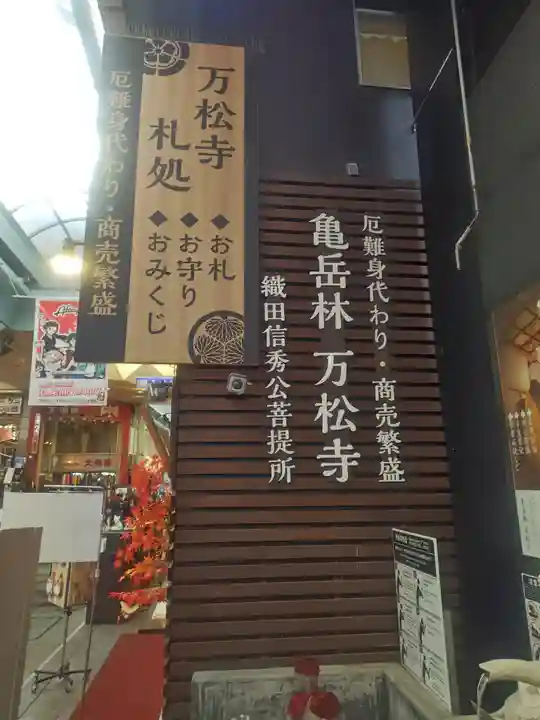 万松寺
札処
◆お札
◆お守り
◆おみくじ
厄難身代わり・商売繁盛
厄難身代わり・商売繁盛
亀岳林 万松寺
織田信秀公菩提所